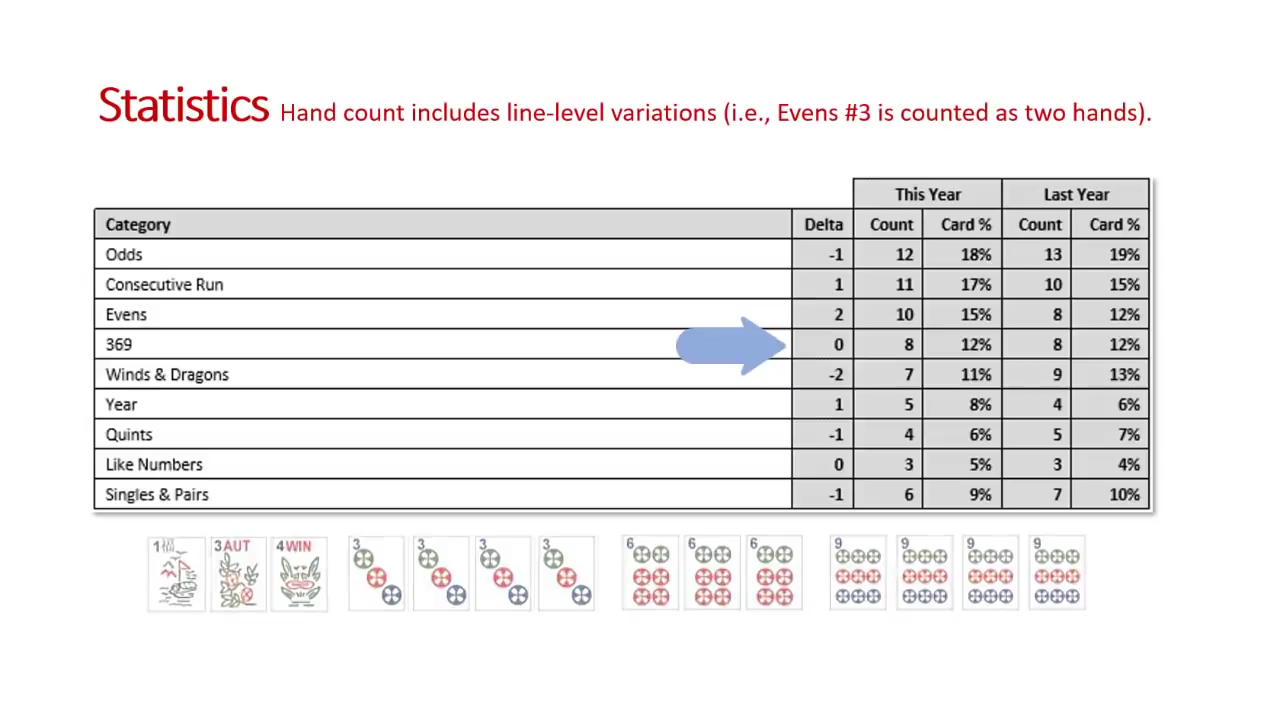 Statistics Hand count includes line-level variations (i.e., Evens #3 is counted as two hands).
This Year Last Year
Category Delta Count Card % Count Card %
Odds -1 12 18% 13 19%
Consecutive Run 1 11 17% 10 15%
Evens 2 10 15% 8 12%
369 0 8 12% 8 12%
Winds & Dragons -2 7 11% 9 13%
Year 1 5 8% 4 6%
Quints -1 4 6% 5 7%
Like Numbers 0 3 5% 3 4%
Singles & Pairs -1 6 9% 7 10%
1 3 AUT 4 WIN 3 3 3 3 6 6 6 9 9 9 9